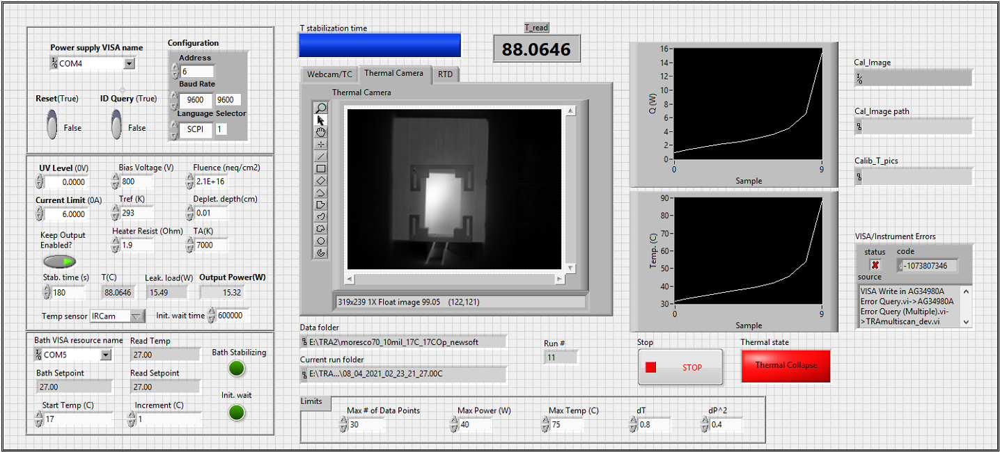 Power supply VISA name
COM4
Reset(True)
False
ID Query (True)
False
Configuration
Address
6
Baud Rate
9600 9600
Language Selector
SCPI 1
UV Level (0V)
0.0000
Bias Voltage (V)
800
Fluence (neq/cm2)
2.1E+16
Current Limit (0A)
6.0000
Tref (K)
293
Deplet. depth(cm)
0.01
Keep Output
Enabled?
Heater Resist (Ohm)
1.9
TA(K)
7000
Stab. time (s)
180
T(C)
88.0646
Leak. load(W)
15.49
Output Power(W)
15.32
Temp sensor IRCam
Init. wait time 600000
Bath VISA resource name
COM5
Read Temp
27.00
Bath Stabilizing
Bath Setpoint
27.00
Read Setpoint
27.00
Init. wait
Start Temp (C)
17
Increment (C)
1
T stabilization time
T_read
88.0646
Webcam/TC Thermal Camera RTD
Thermal Camera
319x239 1X Float image 99.05 (122,121)
Data folder
E:\TRA2\moresco70_10mil_17C_17COp_newsoft
Current run folder
E:\TRA...\08_04_2021_02_23_21_27.00C
Run #
11
Limits
Max # of Data Points
30
Max Power (W)
40
Max Temp (C)
75
dT
0.8
dP^2
0.4
Q (W)
16
14
12
10
8
6
4
2
0
0 9
Sample
Temp. (C)
90
80
70
60
50
40
30
0 9
Sample
Stop
STOP
Thermal state
Thermal Collapse
Cal_Image
Cal_Image path
Calib_T_pics
VISA/Instrument Errors
status code
-1073807346
source
VISA Write in AG34980A
Error Query.vi->AG34980A
Error Query (Multiple).vi-
>TRAmultiscan_dev.vi